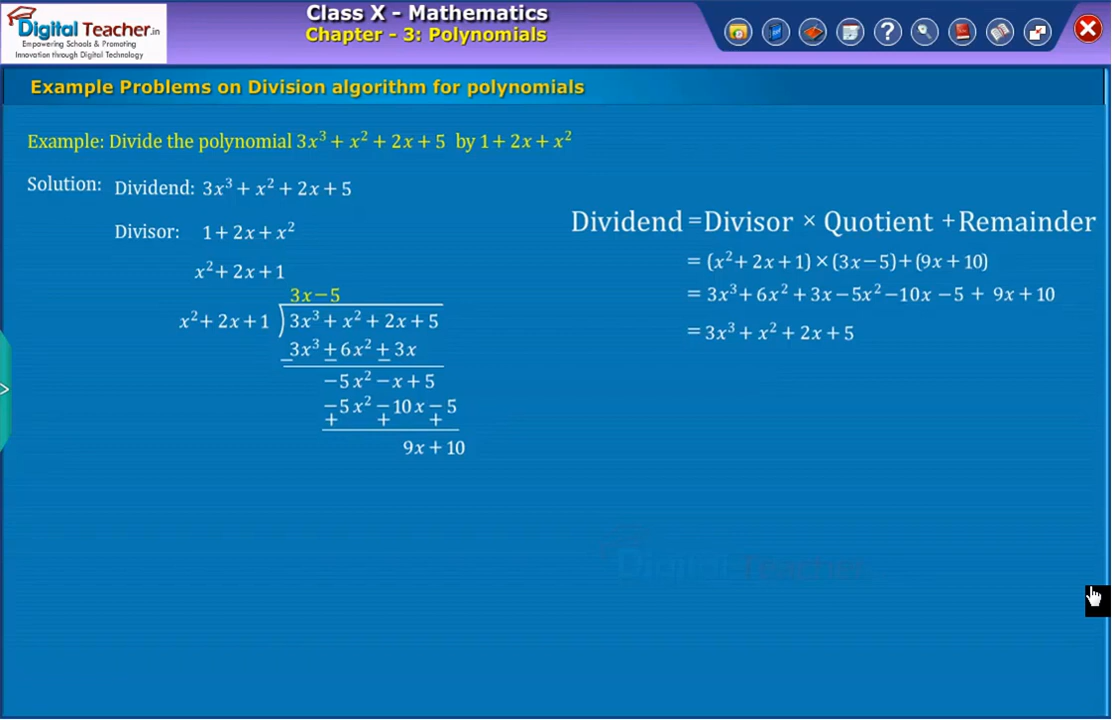 Digital Teacher.in
Empowering Schools & Promoting
Innovation through Digital Technology
Class X - Mathematics
Chapter - 3: Polynomials
Example Problems on Division algorithm for polynomials
Example: Divide the polynomial 3x³ + x² + 2x + 5 by 1 + 2x + x²
Solution: Dividend: 3x³ + x² + 2x + 5
Divisor: 1 + 2x + x²
x² + 2x + 1
3x − 5
x² + 2x + 1 ) 3x³ + x² + 2x + 5
3x³ + 6x² + 3x
− − −
−5x² − x + 5
−5x² − 10x − 5
+ + +
9x + 10
Dividend = Divisor × Quotient + Remainder
= (x² + 2x + 1) × (3x − 5) + (9x + 10)
= 3x³ + 6x² + 3x − 5x² − 10x − 5 + 9x + 10
= 3x³ + x² + 2x + 5
Digital Teacher